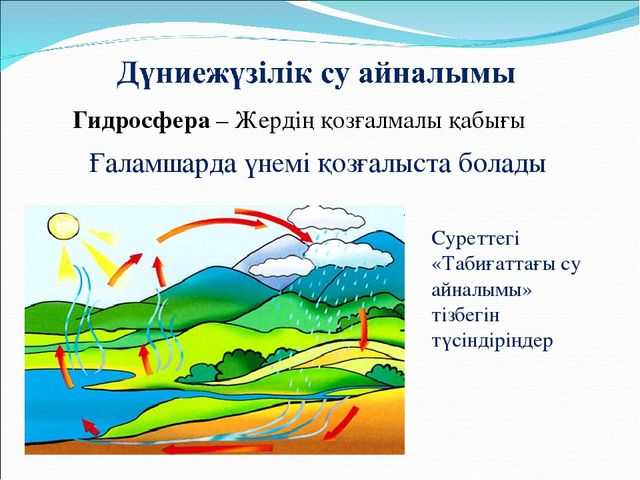 Дүниежүзілік су айналымы
Гидросфера – Жердің қозғалмалы қабығы
Ғаламшарда үнемі қозғалыста болады
Суреттегі
«Табиғаттағы су
айналымы»
тізбегін
түсіндіріңдер